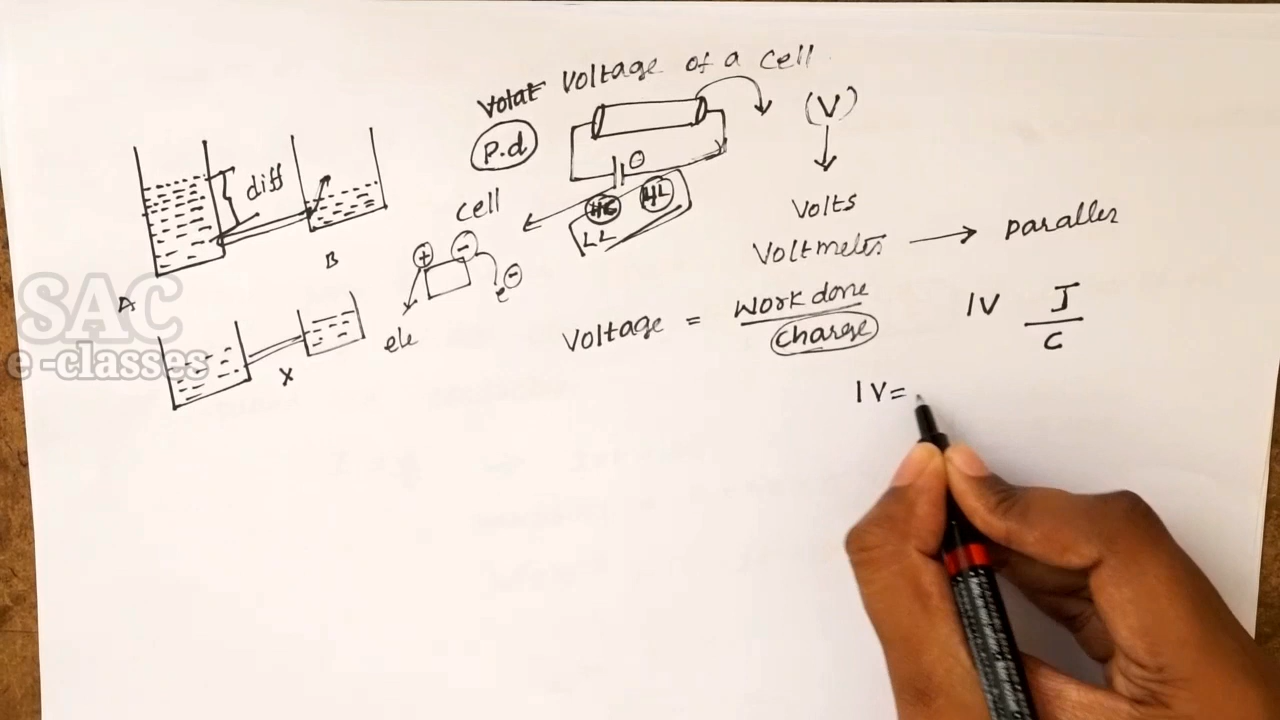 Volat Voltage of a cell
P.d
(V)
diff
cell
HL
LL
Volts
Voltmeter → paraller
A
B
+
-
e⊖
ele
X
Voltage = Work done / charge
1V J/C
1V=
SAC
e-classes